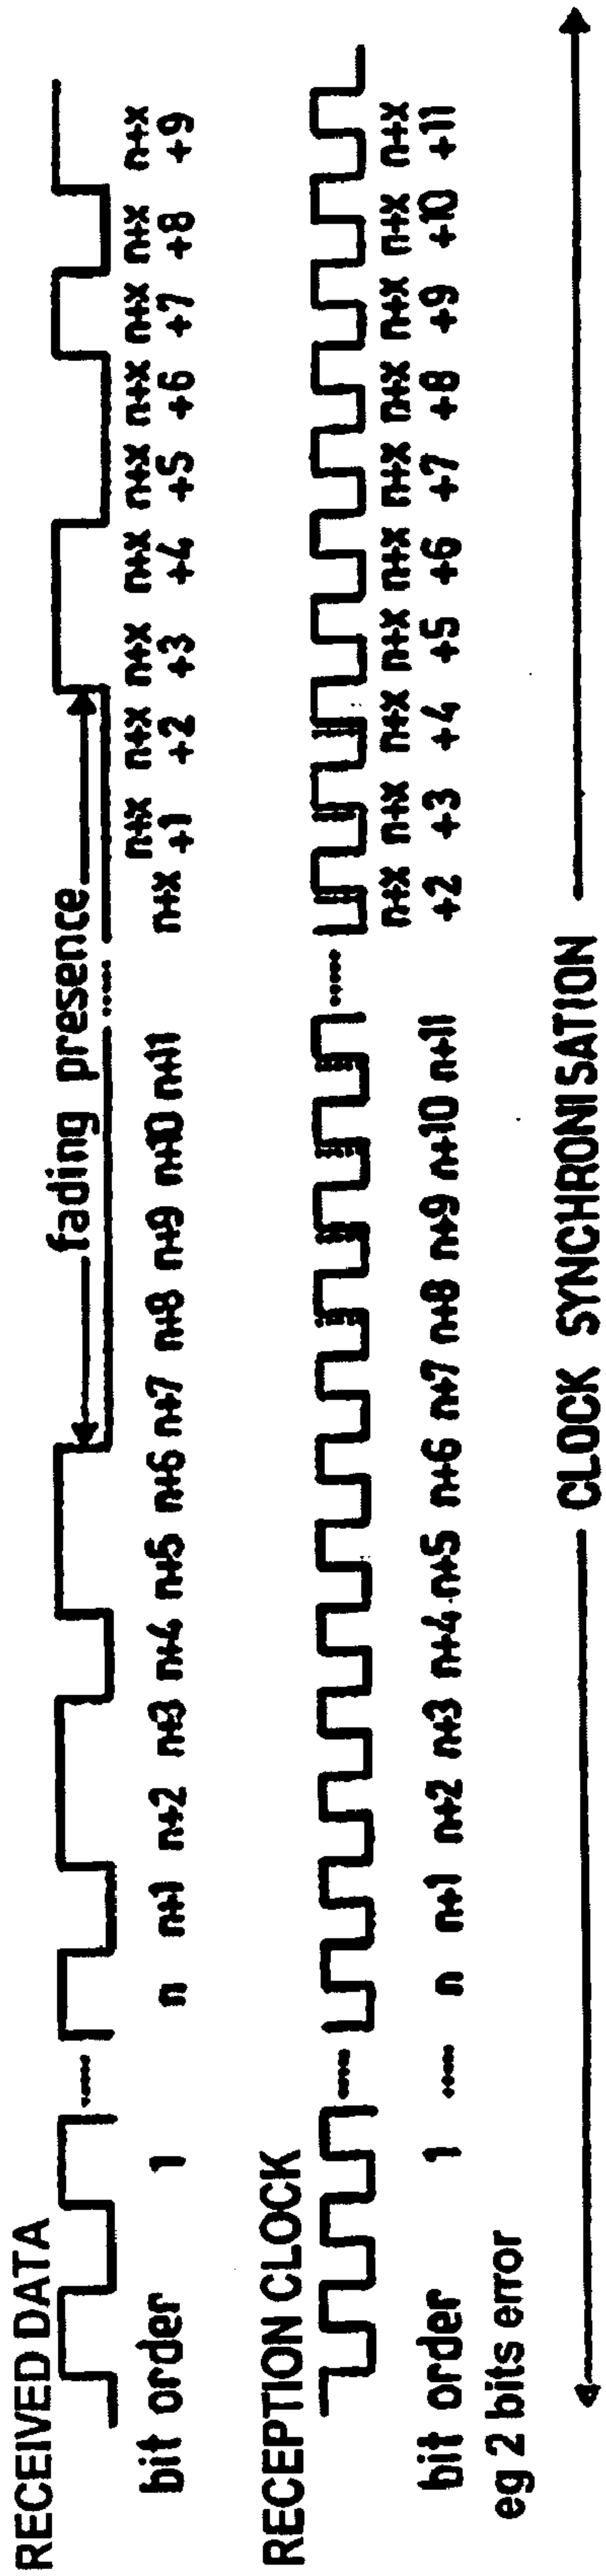 RECEIVED DATA
fading presence
bit order 1 n n+1 n+2 n+3 n+4 n+5 n+6 n+7 n+8 n+9 n+10 n+11 n+x n+x n+x n+x n+x n+x n+x n+x n+x n+x
+1 +2 +3 +4 +5 +6 +7 +8 +9
RECEPTION CLOCK
bit order 1 ..... n n+1 n+2 n+3 n+4 n+5 n+6 n+7 n+8 n+9 n+10 n+11 n+x n+x n+x n+x n+x n+x n+x n+x n+x n+x
eg 2 bits error +2 +3 +4 +5 +6 +7 +8 +9 +10 +11
CLOCK SYNCHRONISATION